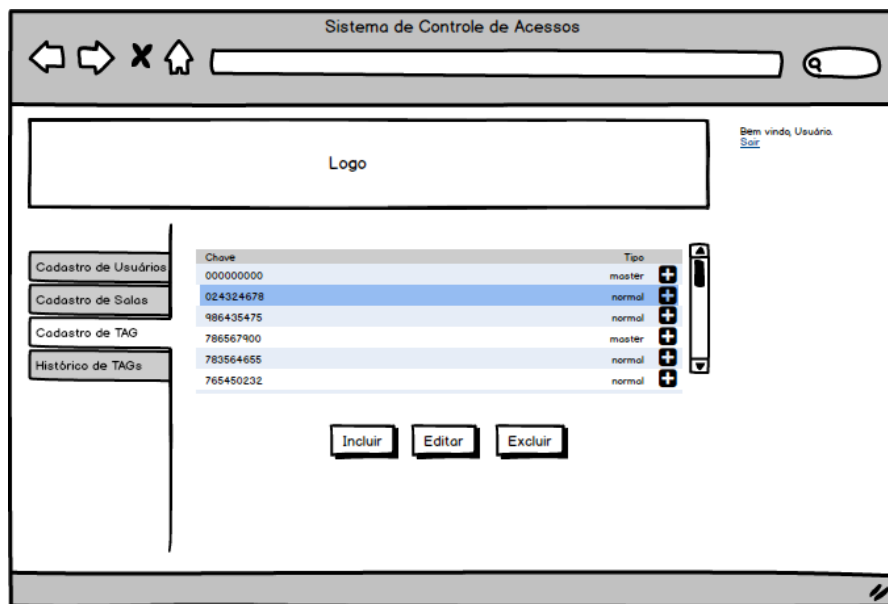 Sistema de Controle de Acessos
Bem vindo, Usuário.
Sair
Logo
Cadastro de Usuários
Cadastro de Salas
Cadastro de TAG
Histórico de TAGs
Chave Tipo
000000000 master
024324678 normal
986435475 normal
786567900 master
783564655 normal
765450232 normal
Incluir Editar Excluir